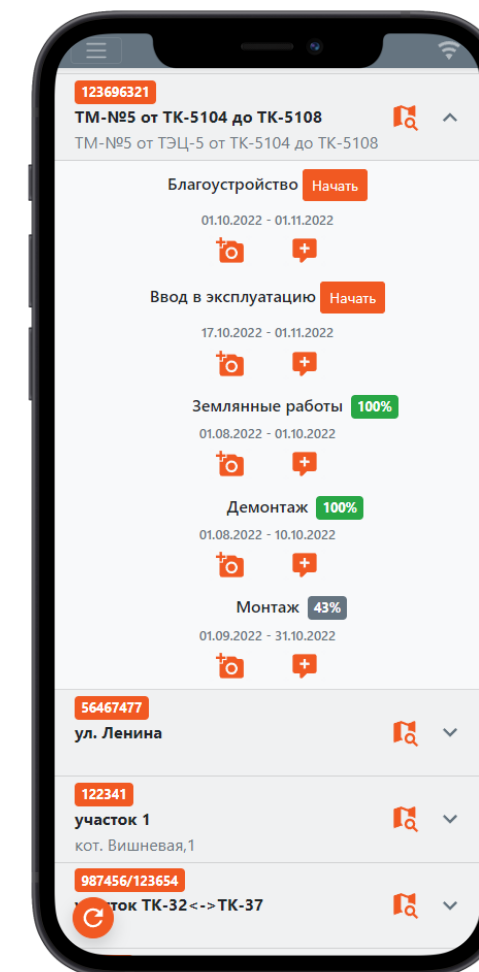 123696321
ТМ-№5 от ТК-5104 до ТК-5108
ТМ-№5 от ТЭЦ-5 от ТК-5104 до ТК-5108
Благоустройство Начать
01.10.2022 - 01.11.2022
Ввод в эксплуатацию Начать
17.10.2022 - 01.11.2022
Землянные работы 100%
01.08.2022 - 01.10.2022
Демонтаж 100%
01.08.2022 - 10.10.2022
Монтаж 43%
01.09.2022 - 31.10.2022
56467477
ул. Ленина
122341
участок 1
кот. Вишневая,1
987456/123654
ТК-32<->ТК-37